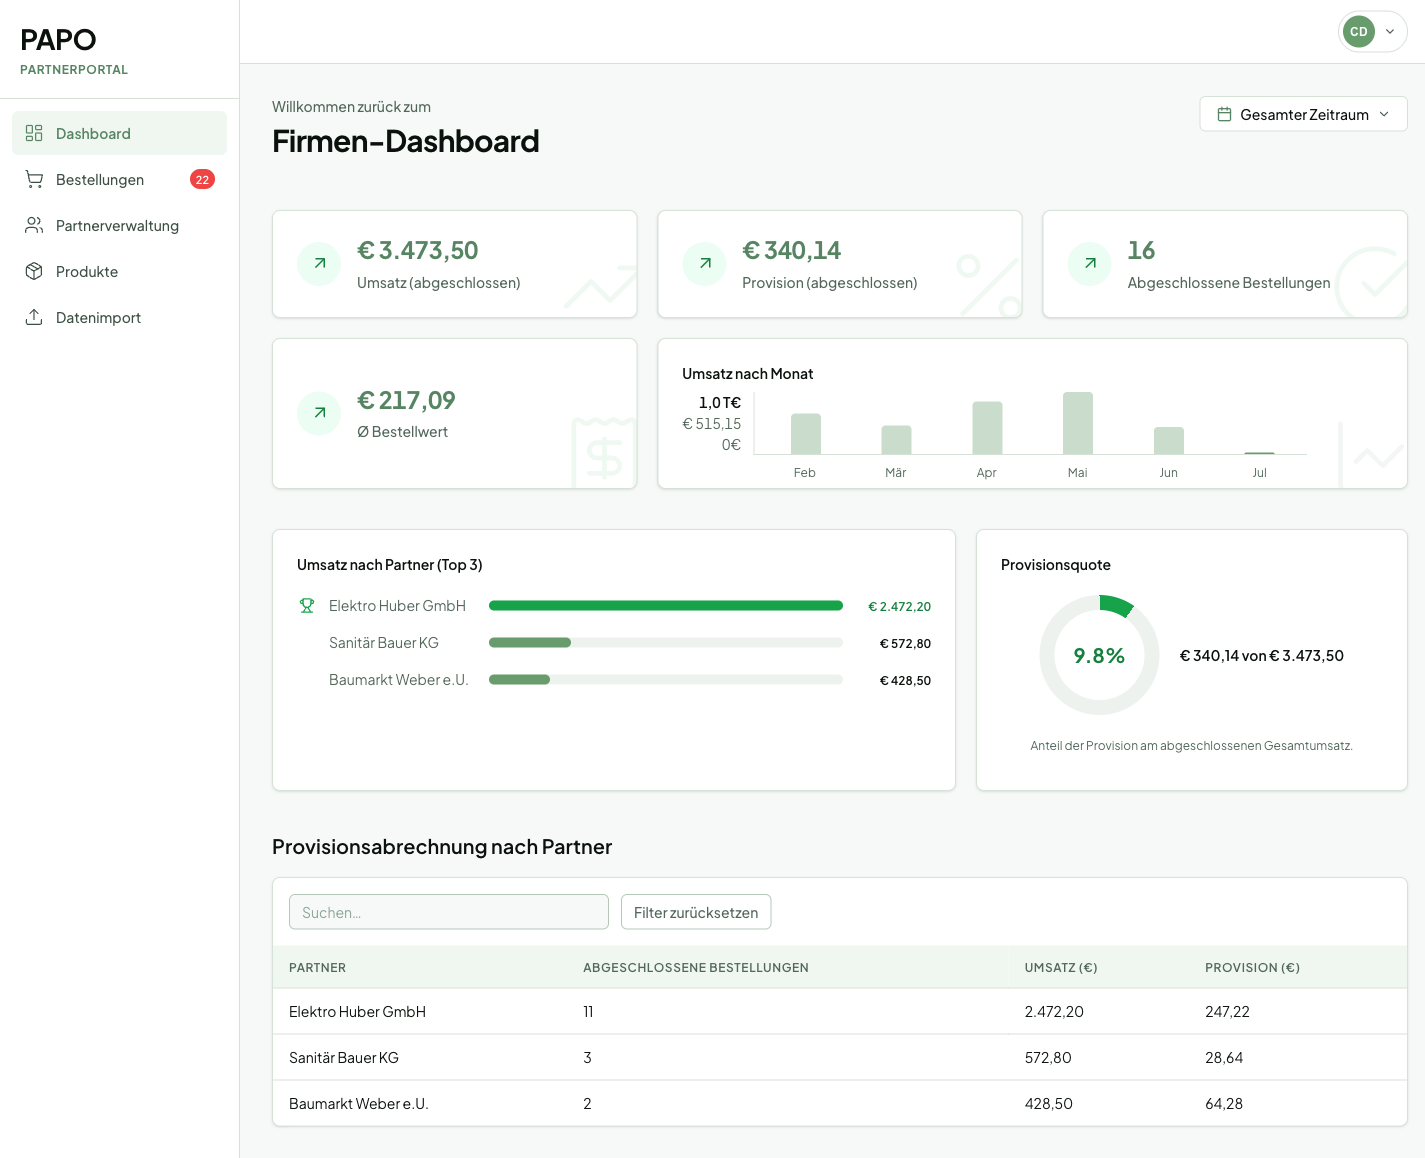 PAPO
PARTNERPORTAL
Dashboard
Bestellungen 22
Partnerverwaltung
Produkte
Datenimport
CD
Willkommen zurück zum
Firmen-Dashboard
Gesamter Zeitraum
€ 3.473,50
Umsatz (abgeschlossen)
€ 340,14
Provision (abgeschlossen)
16
Abgeschlossene Bestellungen
€ 217,09
Ø Bestellwert
Umsatz nach Monat
1,0 T€
€ 515,15
0€
Feb Mär Apr Mai Jun Jul
Umsatz nach Partner (Top 3)
Elektro Huber GmbH € 2.472,20
Sanitär Bauer KG € 572,80
Baumarkt Weber e.U. € 428,50
Provisionsquote
9.8%
€ 340,14 von € 3.473,50
Anteil der Provision am abgeschlossenen Gesamtumsatz.
Provisionsabrechnung nach Partner
Suchen... Filter zurücksetzen
PARTNER ABGESCHLOSSENE BESTELLUNGEN UMSATZ (€) PROVISION (€)
Elektro Huber GmbH 11 2.472,20 247,22
Sanitär Bauer KG 3 572,80 28,64
Baumarkt Weber e.U. 2 428,50 64,28